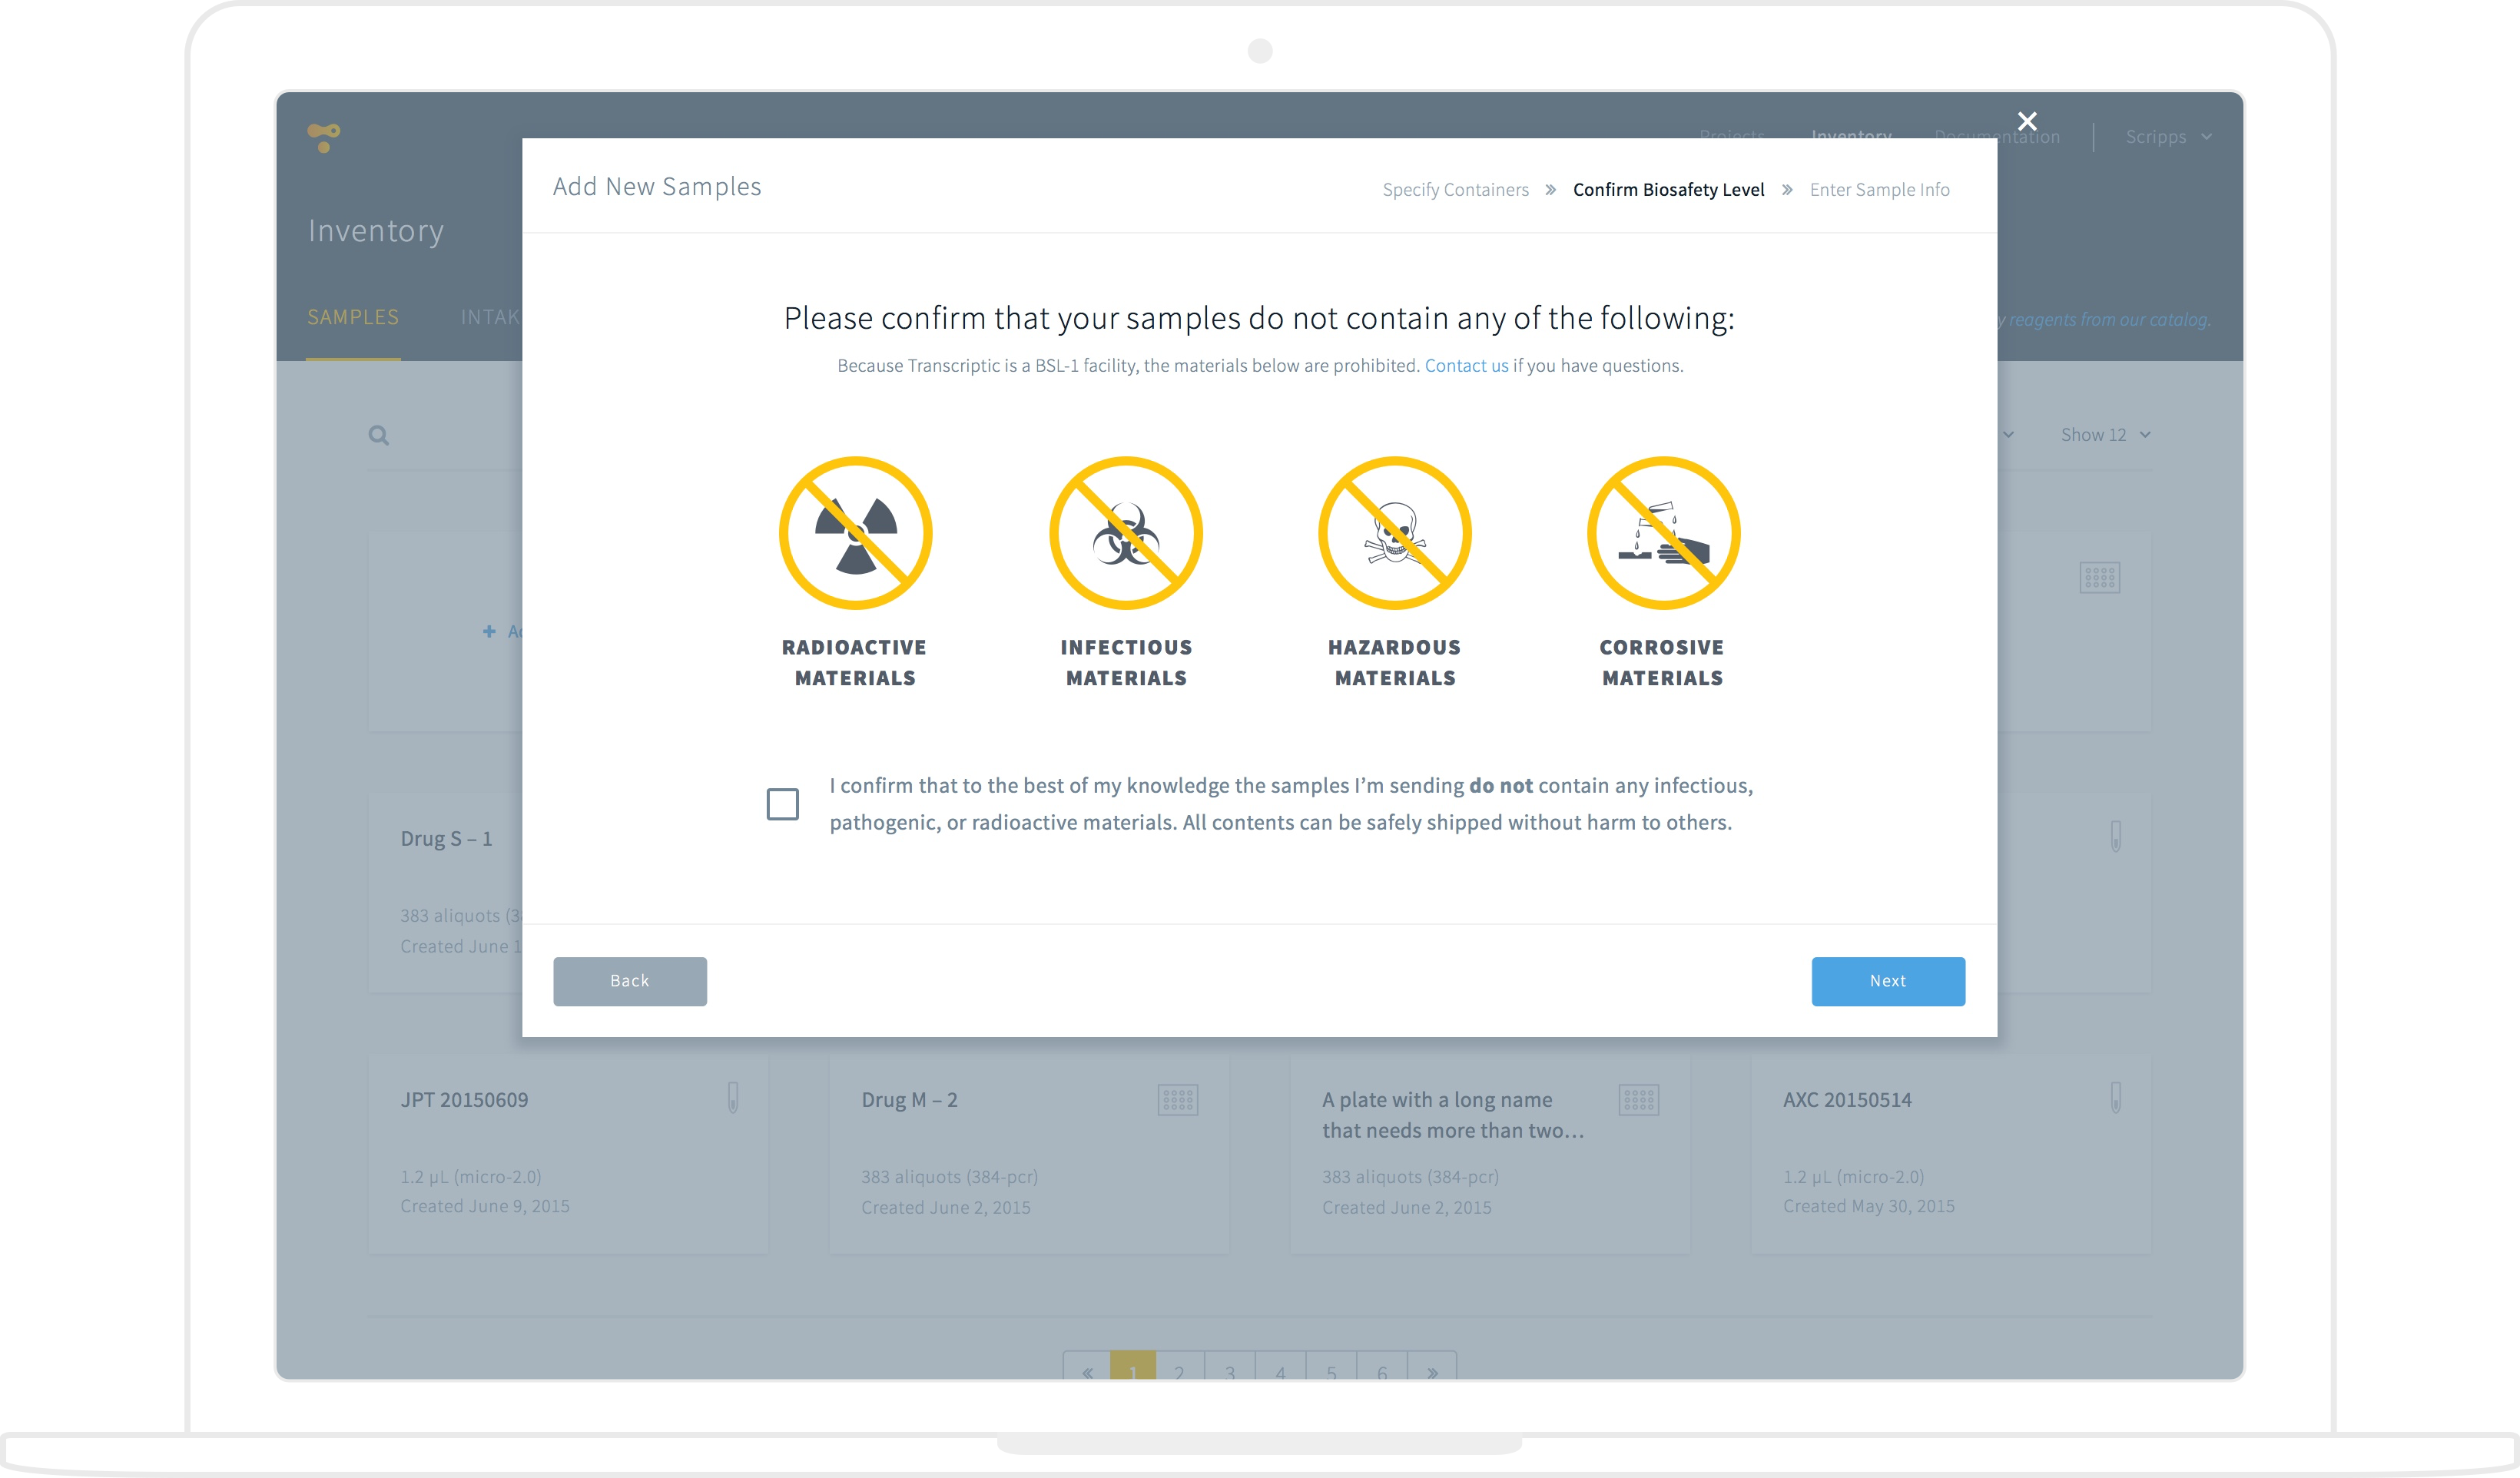 Projects
Inventory
Documentation
Scripps
Add New Samples
Specify Containers » Confirm Biosafety Level » Enter Sample Info
Inventory
SAMPLES
reagents from our catalog.
Please confirm that your samples do not contain any of the following:
Because Transcriptic is a BSL-1 facility, the materials below are prohibited. Contact us if you have questions.
Show 12
RADIOACTIVE
MATERIALS
INFECTIOUS
MATERIALS
HAZARDOUS
MATERIALS
CORROSIVE
MATERIALS
I confirm that to the best of my knowledge the samples I’m sending do not contain any infectious,
pathogenic, or radioactive materials. All contents can be safely shipped without harm to others.
Drug S – 1
383 aliquots
Created June
Back
Next
JPT 20150609
1.2 µL (micro-2.0)
Created June 9, 2015
Drug M – 2
383 aliquots (384-pcr)
Created June 2, 2015
A plate with a long name
that needs more than two...
383 aliquots (384-pcr)
Created June 2, 2015
AXC 20150514
1.2 µL (micro-2.0)
Created May 30, 2015
« 1 2 3 4 5 6 »